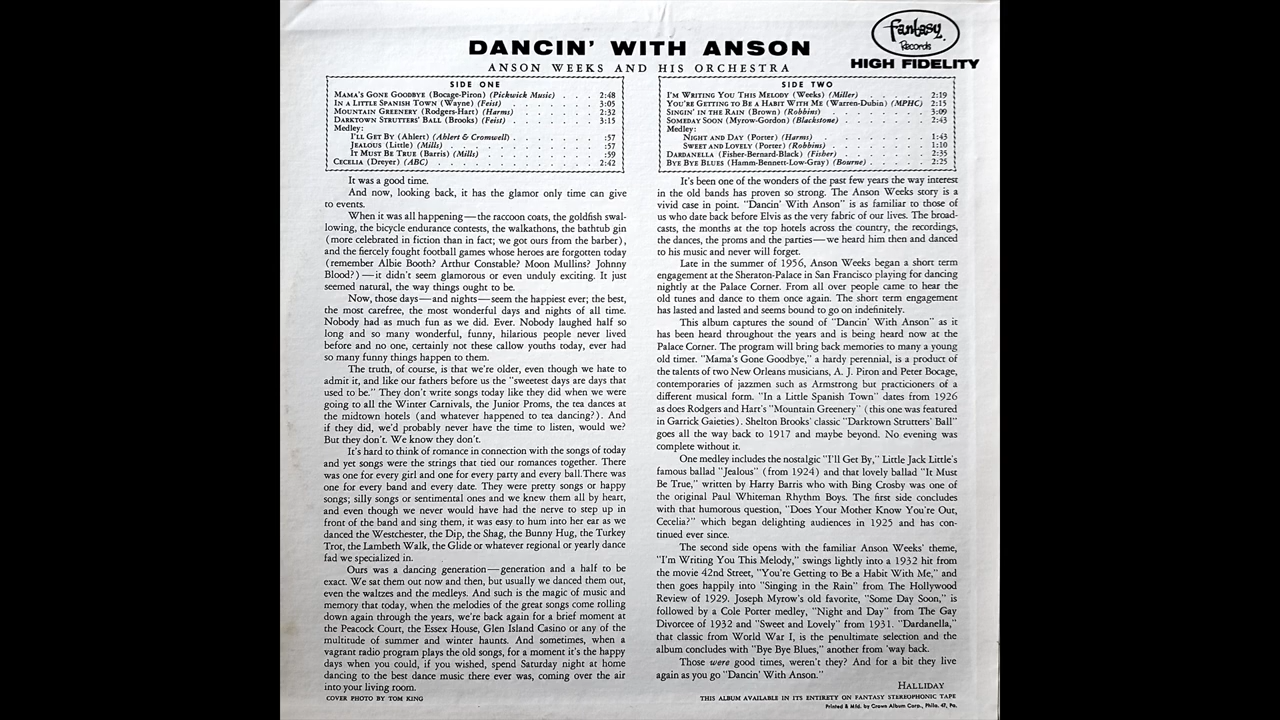 Fantasy
Records
HIGH FIDELITY
DANCIN' WITH ANSON
ANSON WEEKS AND HIS ORCHESTRA
SIDE ONE
MAMA'S GONE GOODBYE (Bocage-Piron) (Pickwick Music) . . . 2:48
IN A LITTLE SPANISH TOWN (Wayne) (Feist) . . . . . . . 3:05
MOUNTAIN GREENERY (Rodgers-Hart) (Harms) . . . . . . . 2:32
DARKTOWN STRUTTERS' BALL (Brooks) (Feist) . . . . . . . 3:15
Medley:
I'LL GET BY (Ahlert) (Ahlert & Cromwell) . . . . . . . :57
JEALOUS (Little) (Mills) . . . . . . . . . . . :57
IT MUST BE TRUE (Barris) (Mills) . . . . . . . . . :59
CECELIA (Dreyer) (ABC) . . . . . . . . . . . . 2:42
It was a good time.
And now, looking back, it has the glamor only time can give
to events.
When it was all happening—the raccoon coats, the goldfish swal-
lowing, the bicycle endurance contests, the walkathons, the bathtub gin
(more celebrated in fiction than in fact; we got ours from the barber),
and the fiercely fought football games whose heroes are forgotten today
(remember Albie Booth? Arthur Constable? Moon Mullins? Johnny
Blood?)—it didn't seem glamorous or even unduly exciting. It just
seemed natural, the way things ought to be.
Now, those days—and nights—seem the happiest ever; the best,
the most carefree, the most wonderful days and nights of all time.
Nobody had as much fun as we did. Ever. Nobody laughed half so
long and so many wonderful, funny, hilarious people never lived
before and no one, certainly not these callow youths today, ever had
so many funny things happen to them.
The truth, of course, is that we're older, even though we hate to
admit it, and like our fathers before us the "sweetest days are days that
used to be." They don't write songs today like they did when we were
going to all the Winter Carnivals, the Junior Proms, the tea dances at
the midtown hotels (and whatever happened to tea dancing?). And
if they did, we'd probably never have the time to listen, would we?
But they don't. We know they don't.
It's hard to think of romance in connection with the songs of today
and yet songs were the strings that tied our romances together. There
was one for every girl and one for every party and every ball.There was
one for every band and every date. They were pretty songs or happy
songs; silly songs or sentimental ones and we knew them all by heart,
and even though we never would have had the nerve to step up in
front of the band and sing them, it was easy to hum into her ear as we
danced the Westchester, the Dip, the Shag, the Bunny Hug, the Turkey
Trot, the Lambeth Walk, the Glide or whatever regional or yearly dance
fad we specialized in.
Ours was a dancing generation—generation and a half to be
exact. We sat them out now and then, but usually we danced them out,
even the waltzes and the medleys. And such is the magic of music and
memory that today, when the melodies of the great songs come rolling
down again through the years, we're back again for a brief moment at
the Peacock Court, the Essex House, Glen Island Casino or any of the
multitude of summer and winter haunts. And sometimes, when a
vagrant radio program plays the old songs, for a moment it's the happy
days when you could, if you wished, spend Saturday night at home
dancing to the best dance music there ever was, coming over the air
into your living room.
COVER PHOTO BY TOM KING
SIDE TWO
I'M WRITING YOU THIS MELODY (Weeks) (Miller) . . . . . . 2:19
YOU'RE GETTING TO BE A HABIT WITH ME (Warren-Dubin) (MPHC) 2:15
SINGIN' IN THE RAIN (Brown) (Robbins) . . . . . . . . 3:09
SOMEDAY SOON (Myrow-Gordon) (Blackstone) . . . . . . . 2:43
Medley:
NIGHT AND DAY (Porter) (Harms) . . . . . . . . . 1:43
SWEET AND LOVELY (Porter) (Robbins) . . . . . . . . 1:10
DARDANELLA (Fisher-Bernard-Black) (Fisher) . . . . . . . 2:35
BYE BYE BLUES (Hamm-Bennett-Low-Gray) (Bourne) . . . . . 2:25
It's been one of the wonders of the past few years the way interest
in the old bands has proven so strong. The Anson Weeks story is a
vivid case in point. "Dancin' With Anson" is as familiar to those of
us who date back before Elvis as the very fabric of our lives. The broad-
casts, the months at the top hotels across the country, the recordings,
the dances, the proms and the parties—we heard him then and danced
to his music and never will forget.
Late in the summer of 1956, Anson Weeks began a short term
engagement at the Sheraton-Palace in San Francisco playing for dancing
nightly at the Palace Corner. From all over people came to hear the
old tunes and dance to them once again. The short term engagement
has lasted and lasted and seems bound to go on indefinitely.
This album captures the sound of "Dancin' With Anson" as it
has been heard throughout the years and is being heard now at the
Palace Corner. The program will bring back memories to many a young
old timer. "Mama's Gone Goodbye," a hardy perennial, is a product of
the talents of two New Orleans musicians, A. J. Piron and Peter Bocage,
contemporaries of jazzmen such as Armstrong but practicioners of a
different musical form. "In a Little Spanish Town" dates from 1926
as does Rodgers and Hart's "Mountain Greenery" (this one was featured
in Garrick Gaieties). Shelton Brooks' classic "Darktown Strutters' Ball"
goes all the way back to 1917 and maybe beyond. No evening was
complete without it.
One medley includes the nostalgic "I'll Get By," Little Jack Little's
famous ballad "Jealous" (from 1924) and that lovely ballad "It Must
Be True," written by Harry Barris who with Bing Crosby was one of
the original Paul Whiteman Rhythm Boys. The first side concludes
with that humorous question, "Does Your Mother Know You're Out,
Cecelia?" which began delighting audiences in 1925 and has con-
tinued ever since.
The second side opens with the familiar Anson Weeks' theme,
"I'm Writing You This Melody," swings lightly into a 1932 hit from
the movie 42nd Street, "You're Getting to Be a Habit With Me," and
then goes happily into "Singing in the Rain" from The Hollywood
Review of 1929. Joseph Myrow's old favorite, "Some Day Soon," is
followed by a Cole Porter medley, "Night and Day" from The Gay
Divorcee of 1932 and "Sweet and Lovely" from 1931. "Dardanella,"
that classic from World War I, is the penultimate selection and the
album concludes with "Bye Bye Blues," another from 'way back.
Those were good times, weren't they? And for a bit they live
again as you go "Dancin' With Anson."
HALLIDAY
THIS ALBUM AVAILABLE IN ITS ENTIRETY ON FANTASY STEREOPHONIC TAPE
Printed & Mfd. by Crown Album Corp., Phila. 47, Pa.